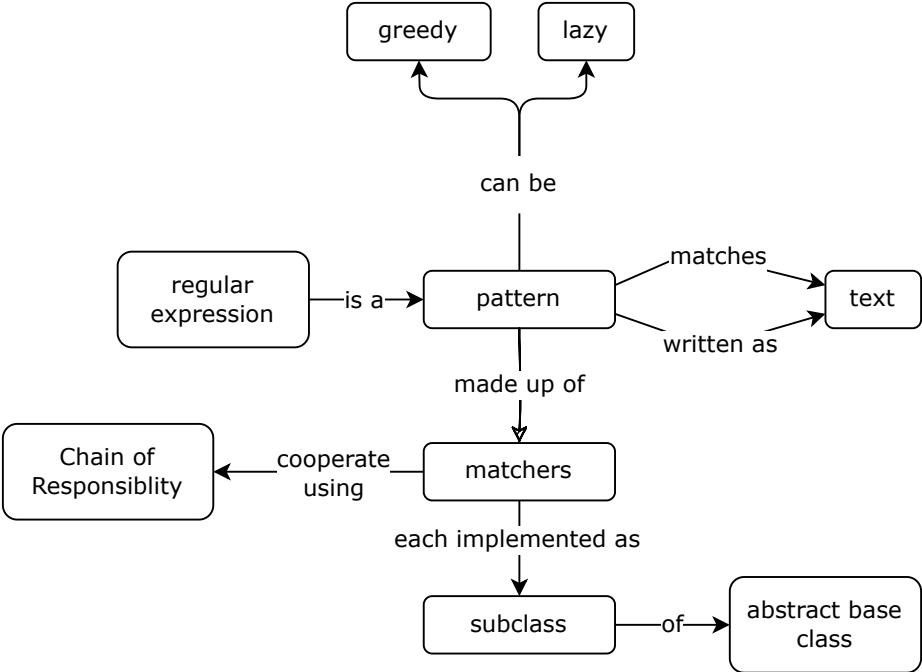 greedy
lazy
can be
regular
expression
is a
pattern
matches
written as
text
made up of
Chain of
Responsiblity
cooperate
using
matchers
each implemented as
subclass
of
abstract base
class